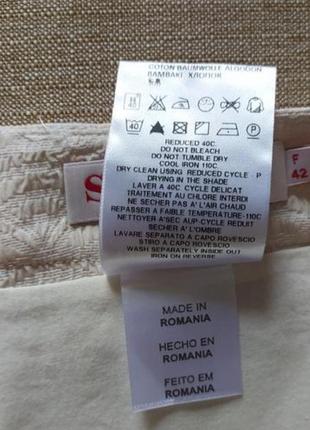 COTON BAUMWOLLE ALGODON
BAMBAKI ХЛОПОК
40
40
P
REDUCED 40C.
DO NOT BLEACH
DO NOT TUMBLE DRY
COOL IRON 110C.
DRY CLEAN USING REDUCED CYCLE - P
DRYING IN THE SHADE
LAVER A 40C. CYCLE DELICAT
TRAITEMENT AU CHLORE INTERDI
NE SÈCHER PAS A L'AIR CHAUD
REPASSER A FAIBLE TEMPERATURE-110C
NETTOYER A'SEC AUP-CYCLE REDUIT
SECHER À L'OMBRE
LAVARE SEPARATO A CAPO ROVESCIO
STIRO A CAPO ROVESCIO
WASH SEPARATELY INSIDE OUT
IRON ON REVERSE
S
F
42
MADE IN
ROMANIA
HECHO EN
ROMANIA
FEITO EM
ROMANIA